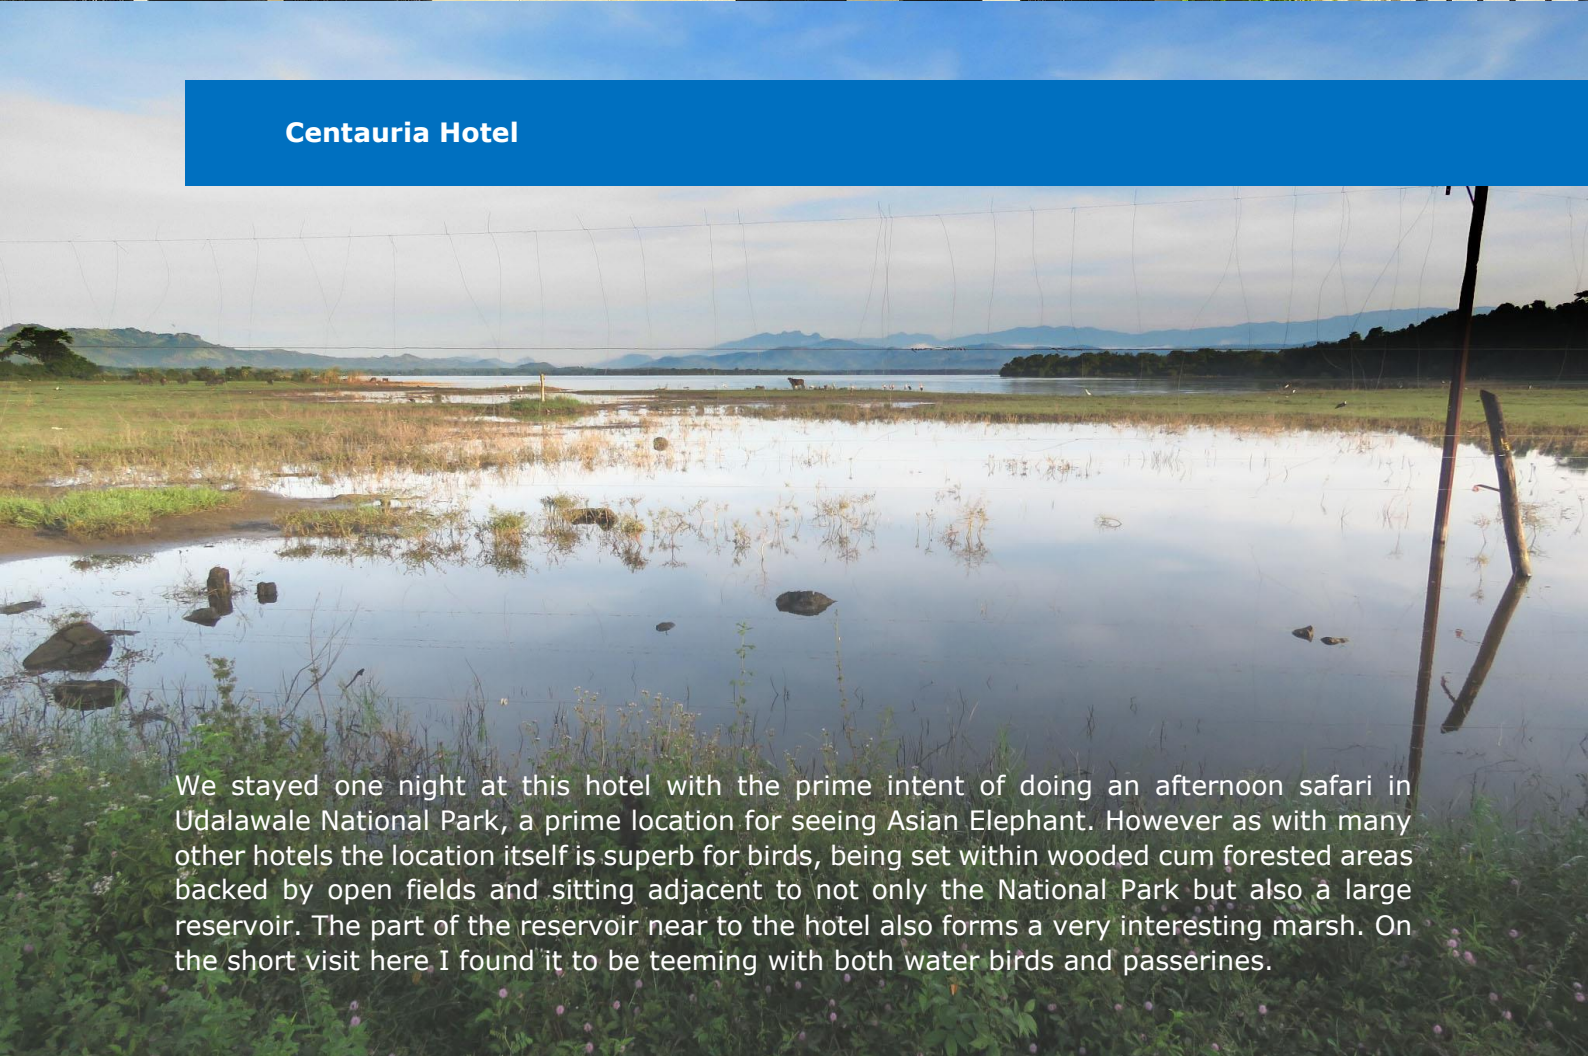 Centauria Hotel
We stayed one night at this hotel with the prime intent of doing an afternoon safari in
Udalawale National Park, a prime location for seeing Asian Elephant. However as with many
other hotels the location itself is superb for birds, being set within wooded cum forested areas
backed by open fields and sitting adjacent to not only the National Park but also a large
reservoir. The part of the reservoir near to the hotel also forms a very interesting marsh. On
the short visit here I found it to be teeming with both water birds and passerines.